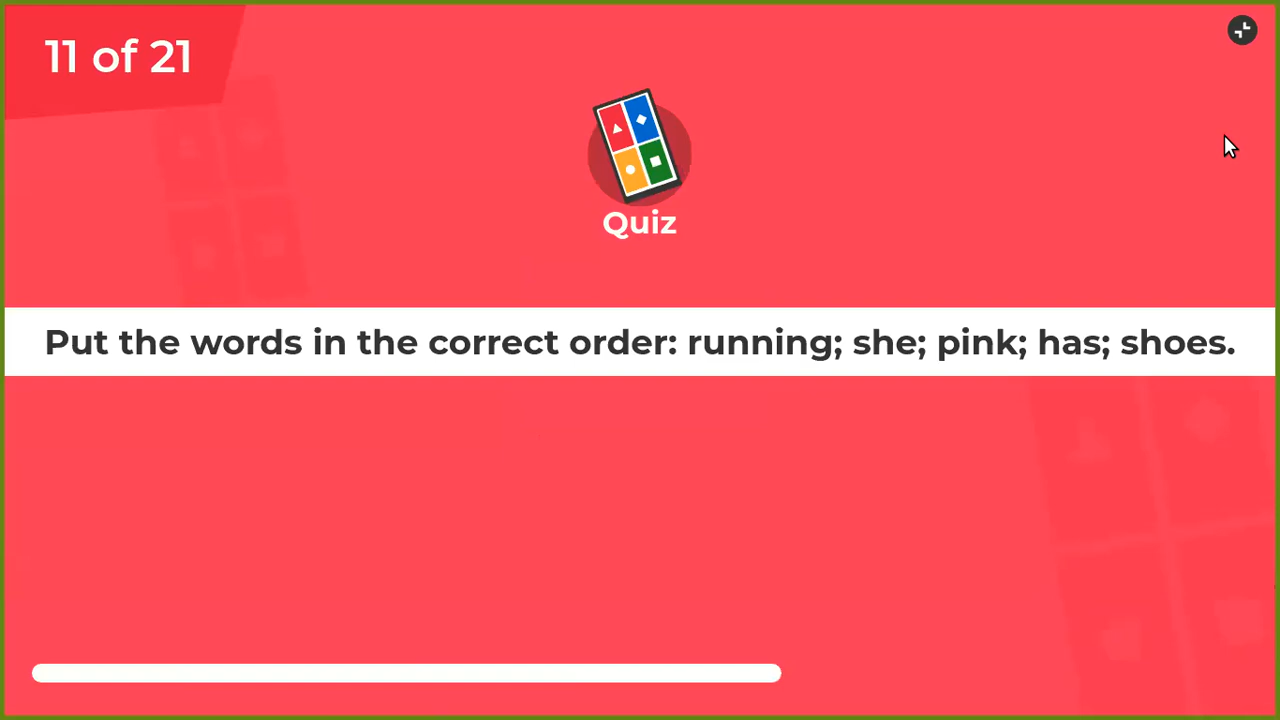 11 of 21
Quiz
Put the words in the correct order: running; she; pink; has; shoes.